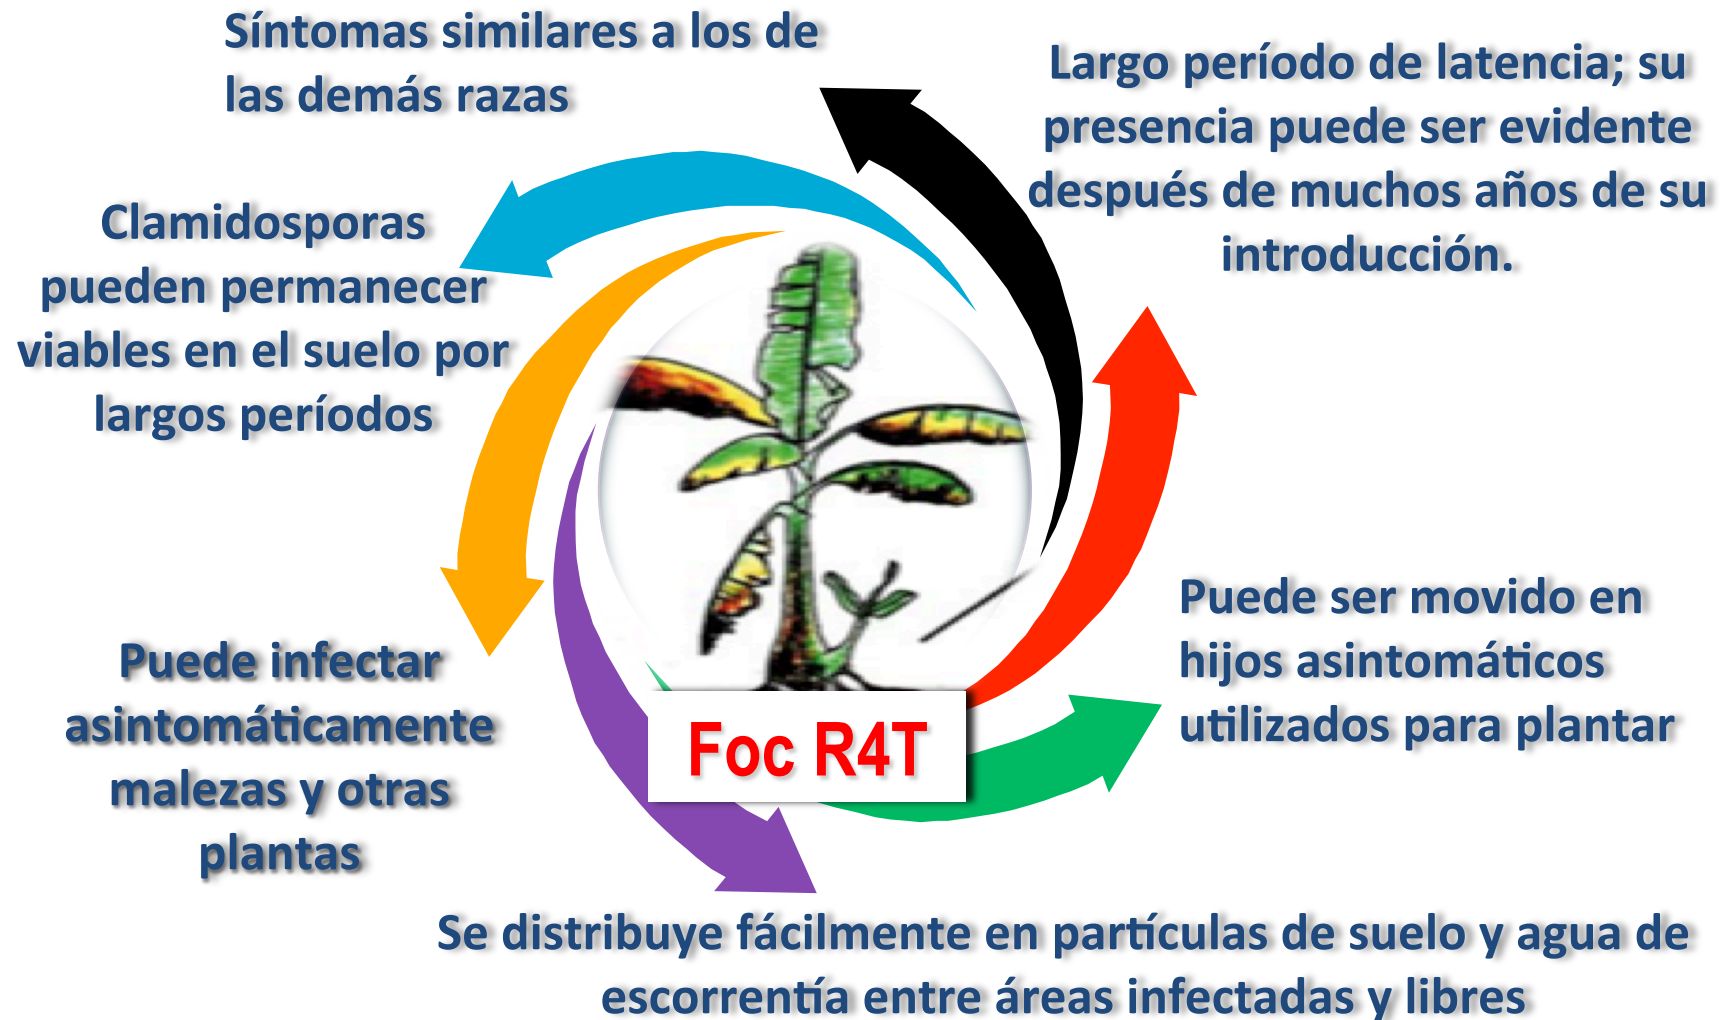 Síntomas similares a los de
las demás razas
Largo período de latencia; su
presencia puede ser evidente
después de muchos años de su
introducción.
Clamidosporas
pueden permanecer
viables en el suelo por
largos períodos
Puede ser movido en
hijos asintomáticos
utilizados para plantar
Puede infectar
asintomáticamente
malezas y otras
plantas
Foc R4T
Se distribuye fácilmente en partículas de suelo y agua de
escorrentía entre áreas infectadas y libres